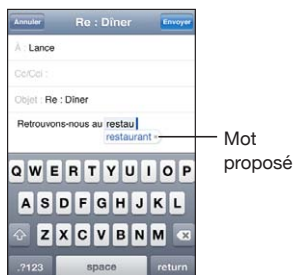 Annuler Re : Dîner Envoyer
À : Lance
Cc/Cci :
Objet : Re : Dîner
Retrouvons-nous au restau
restaurant × Mot
proposé
Q W E R T Y U I O P
A S D F G H J K L
Z X C V B N M
.?123 space return